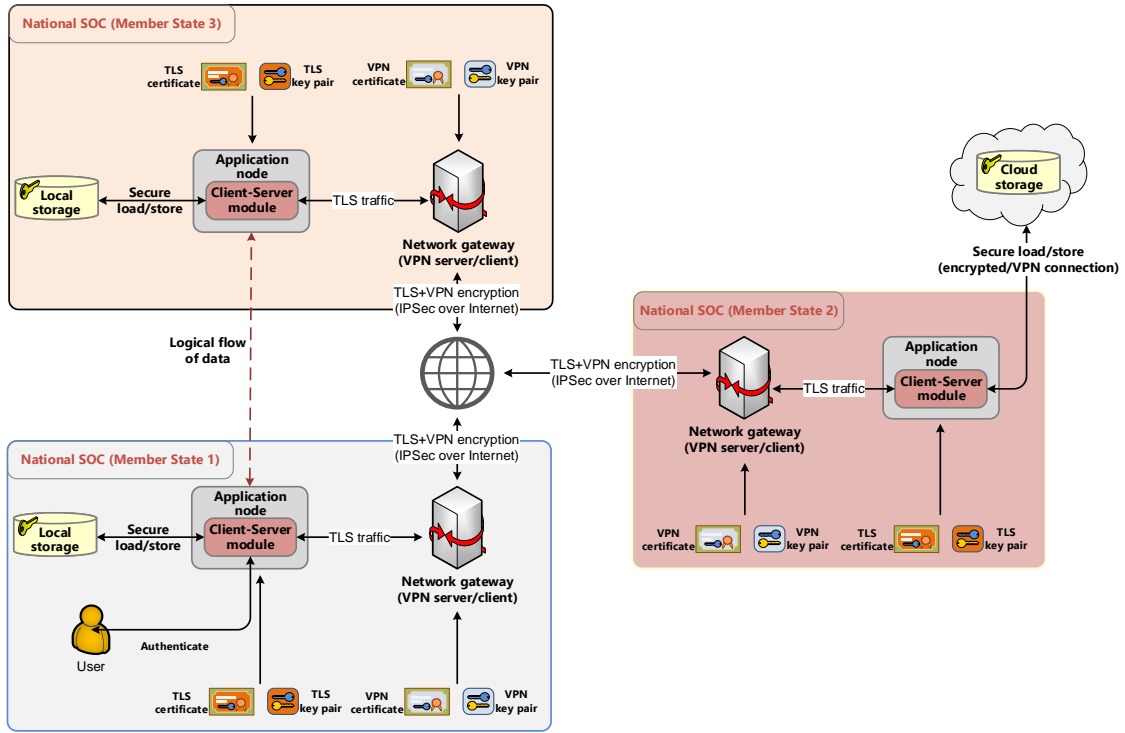 National SOC (Member State 3)
TLS
certificate
TLS
key pair
VPN
certificate
VPN
key pair
Application
node
Client-Server
module
Local
storage
Secure
load/store
TLS traffic
Network gateway
(VPN server/client)
TLS+VPN encryption
(IPSec over Internet)
Logical flow
of data
Cloud
storage
Secure load/store
(encrypted/VPN connection)
National SOC (Member State 2)
TLS+VPN encryption
(IPSec over Internet)
Application
node
Client-Server
module
TLS traffic
Network gateway
(VPN server/client)
VPN
certificate
VPN
key pair
TLS
certificate
TLS
key pair
TLS+VPN encryption
(IPSec over Internet)
National SOC (Member State 1)
Application
node
Client-Server
module
Local
storage
Secure
load/store
TLS traffic
Network gateway
(VPN server/client)
Authenticate
User
TLS
certificate
TLS
key pair
VPN
certificate
VPN
key pair